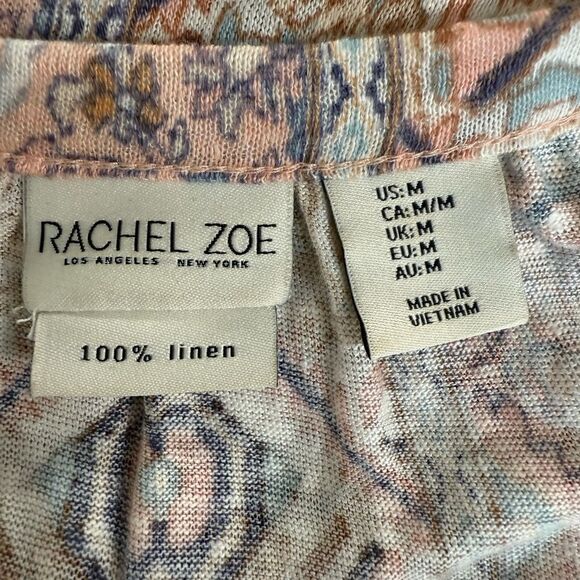 RACHEL ZOE
LOS ANGELES NEW YORK
100% linen
US: M
CA: M/M
UK: M
EU: M
AU: M
MADE IN
VIETNAM